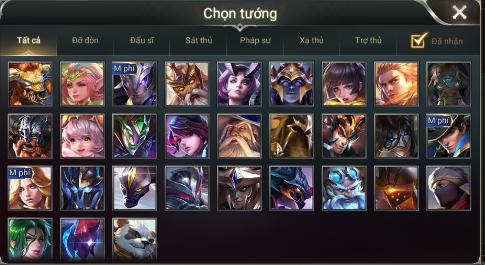 Chọn tướng
Tất cả Đỡ đòn Đấu sĩ Sát thủ Pháp sư Xạ thủ Trợ thủ Đã nhận
M phí
M phí
M phí